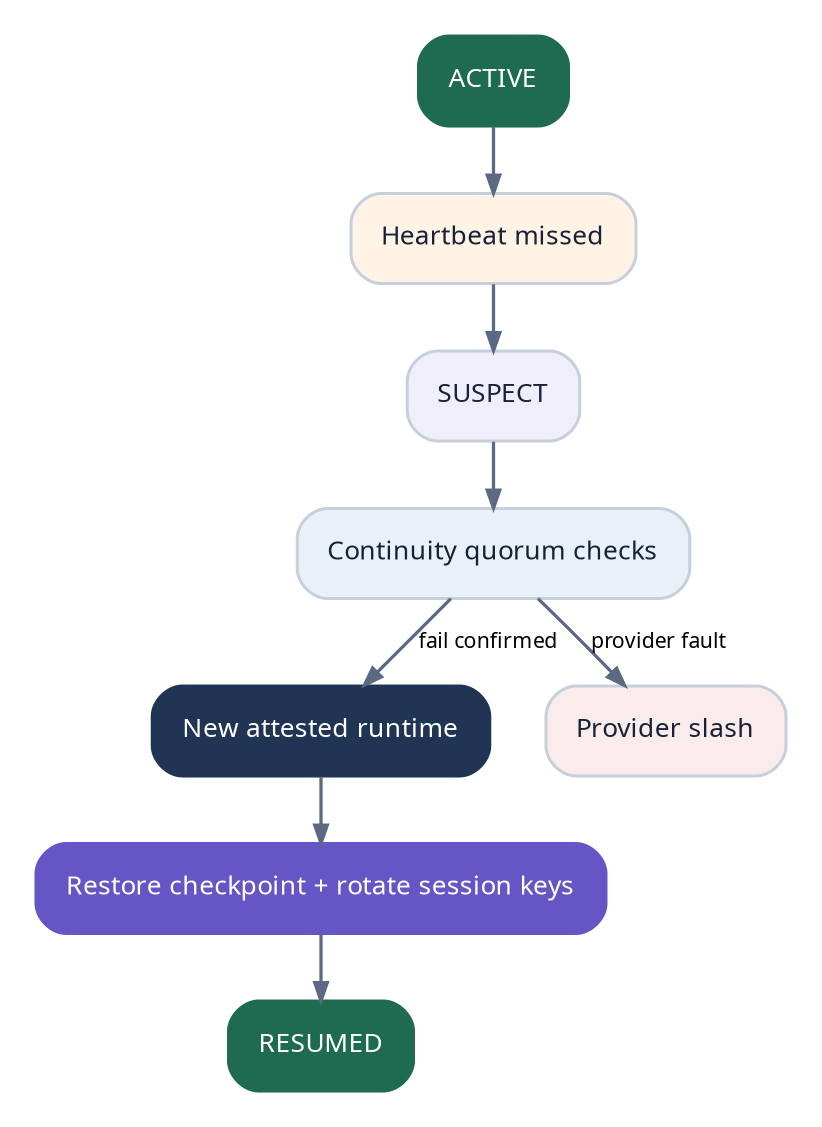 ACTIVE
Heartbeat missed
SUSPECT
Continuity quorum checks
fail confirmed
provider fault
New attested runtime
Provider slash
Restore checkpoint + rotate session keys
RESUMED